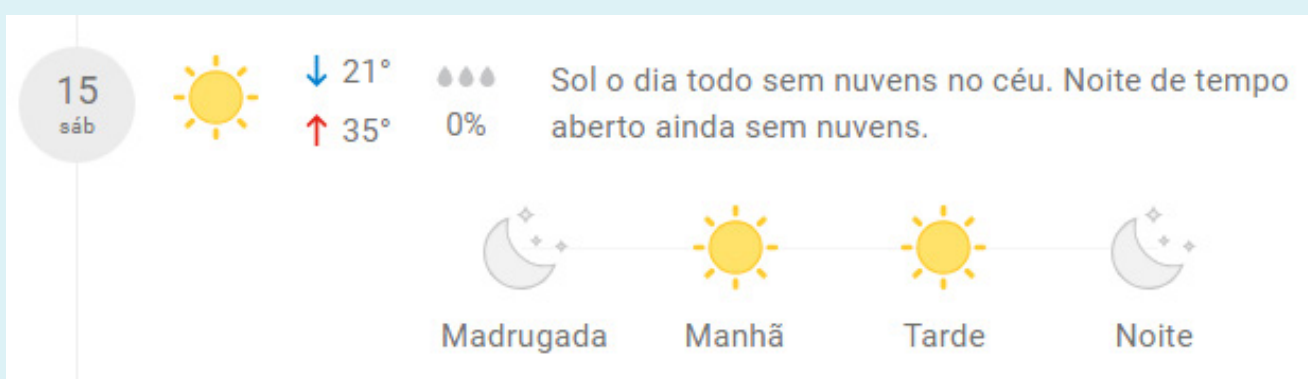 15
sáb
↓ 21°
↑ 35°
0%
Sol o dia todo sem nuvens no céu. Noite de tempo
aberto ainda sem nuvens.
Madrugada Manhã Tarde Noite